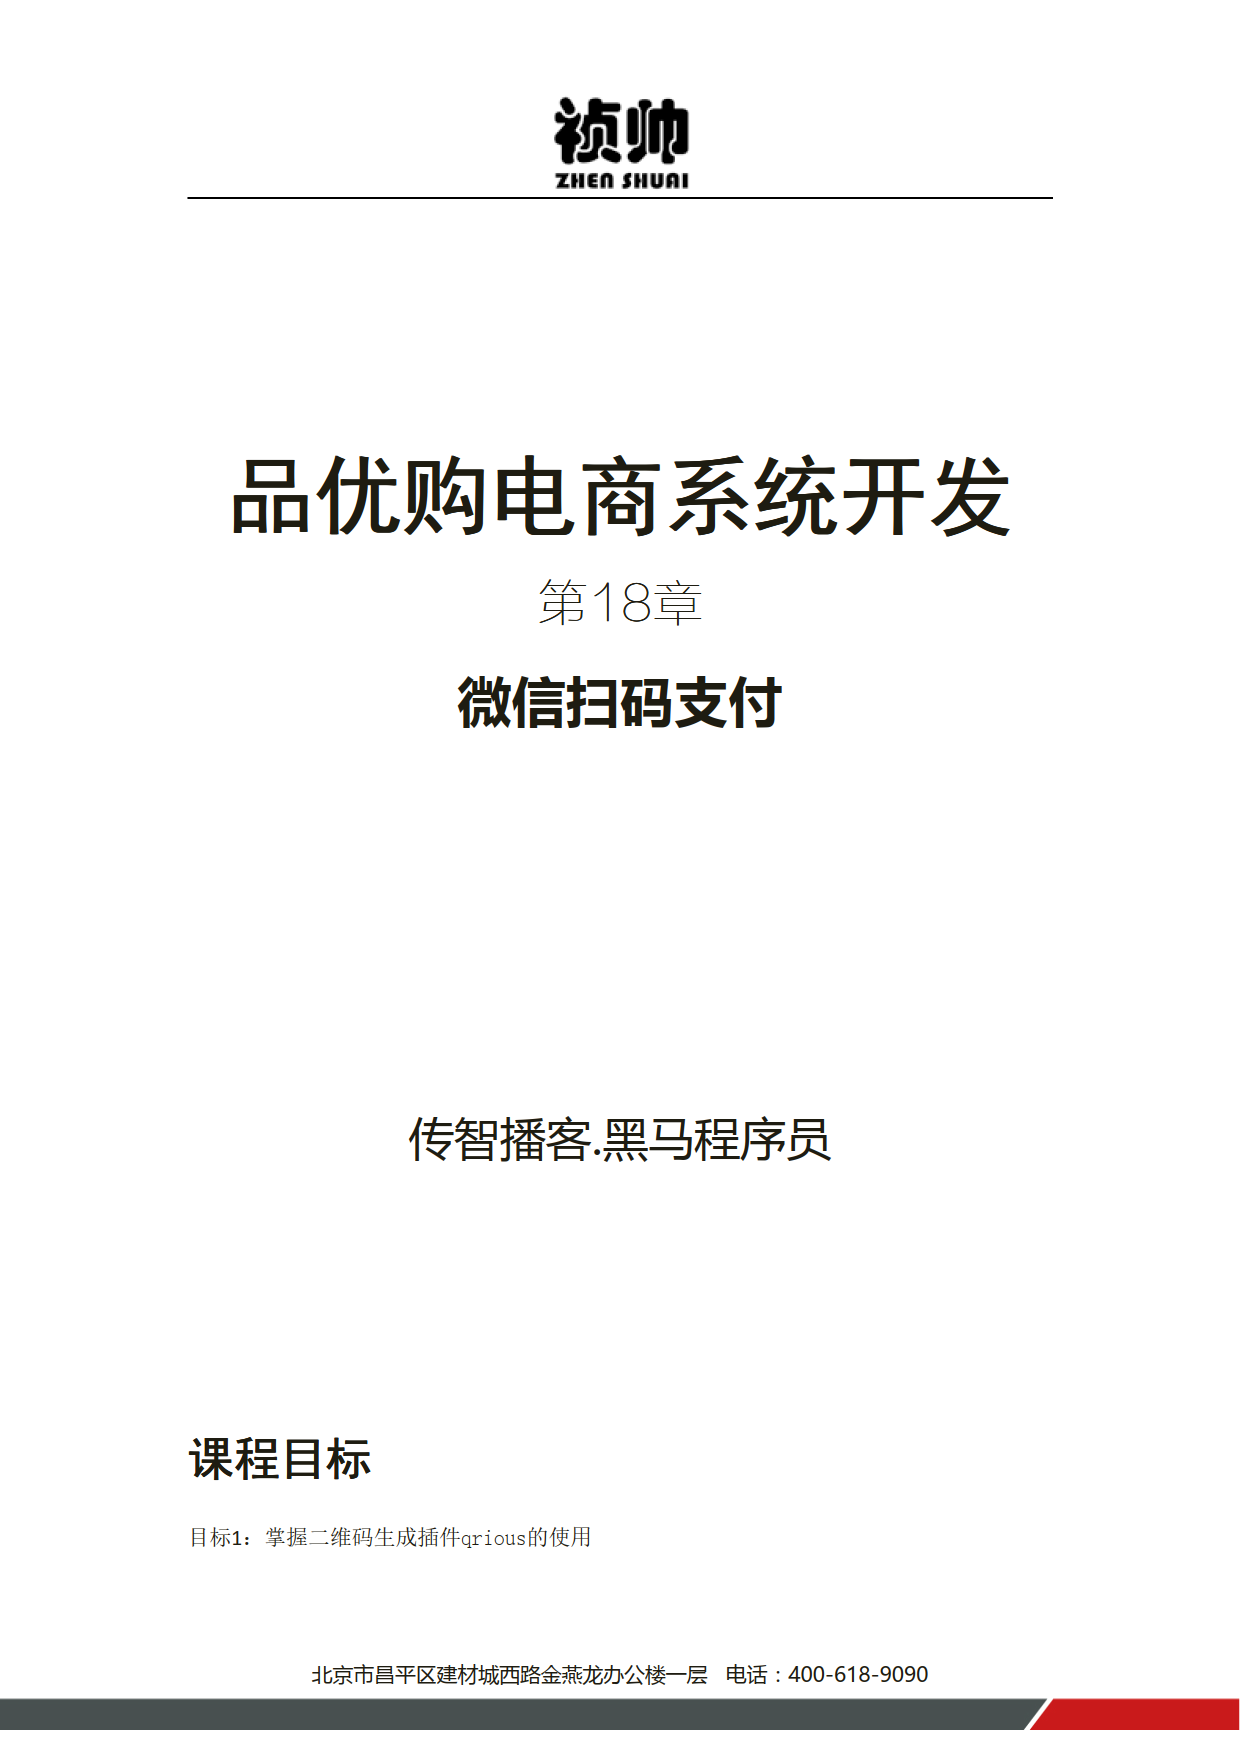 祯帅
ZHEN SHUAI
品优购电商系统开发
第18章
微信扫码支付
传智播客.黑马程序员
课程目标
目标1：掌握二维码生成插件qrious的使用
北京市昌平区建材城西路金燕龙办公楼一层 电话：400-618-9090